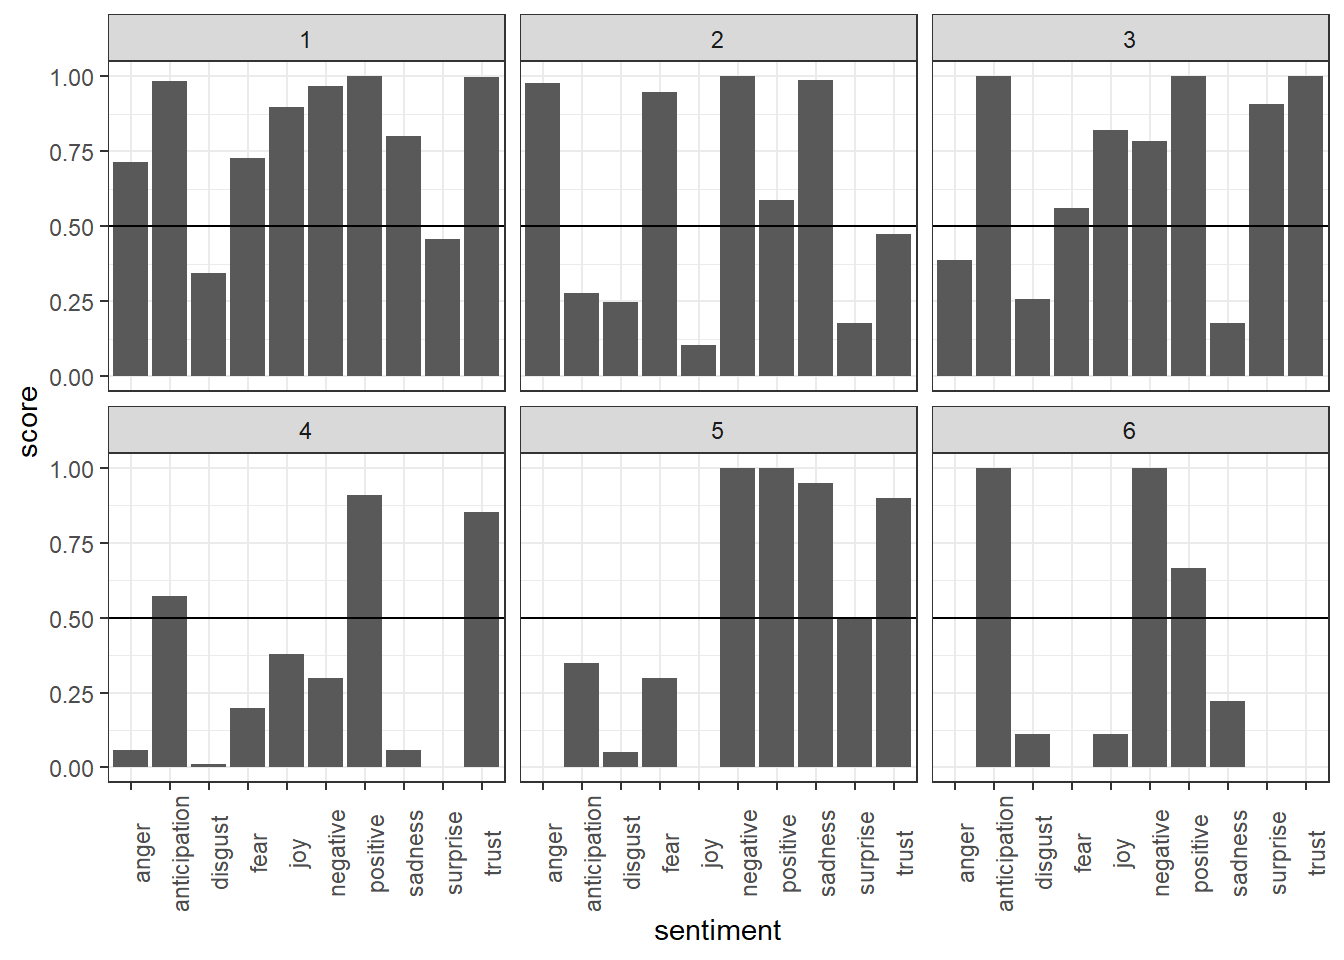 1 2 3
1.00
0.75
0.50
0.25
0.00
score
4 5 6
1.00
0.75
0.50
0.25
0.00
anger anticipation disgust fear joy negative positive sadness surprise trust
anger anticipation disgust fear joy negative positive sadness surprise trust
anger anticipation disgust fear joy negative positive sadness surprise trust
sentiment